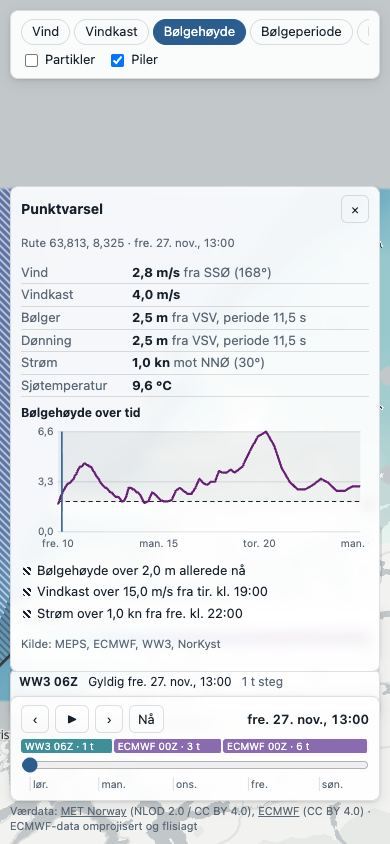 Vind Vindkast Bølgehøyde Bølgeperiode
Partikler Piler
Punktvarsel ×
Rute 63,813, 8,325 · fre. 27. nov., 13:00
Vind 2,8 m/s fra SSØ (168°)
Vindkast 4,0 m/s
Bølger 2,5 m fra VSV, periode 11,5 s
Dønning 2,5 m fra VSV, periode 11,5 s
Strøm 1,0 kn mot NNØ (30°)
Sjøtemperatur 9,6 °C
Bølgehøyde over tid
6,6
3,3
0,0
fre. 10 man. 15 tor. 20 man.
Bølgehøyde over 2,0 m allerede nå
Vindkast over 15,0 m/s fra tir. kl. 19:00
Strøm over 1,0 kn fra fre. kl. 22:00
Kilde: MEPS, ECMWF, WW3, NorKyst
WW3 06Z Gyldig fre. 27. nov., 13:00 1 t steg
‹ ▶ › Nå fre. 27. nov., 13:00
WW3 06Z · 1 t ECMWF 00Z · 3 t ECMWF 00Z · 6 t
lør. man. ons. fre. søn.
Værdata: MET Norway (NLOD 2.0 / CC BY 4.0), ECMWF (CC BY 4.0) ·
ECMWF-data omprojisert og flislagt